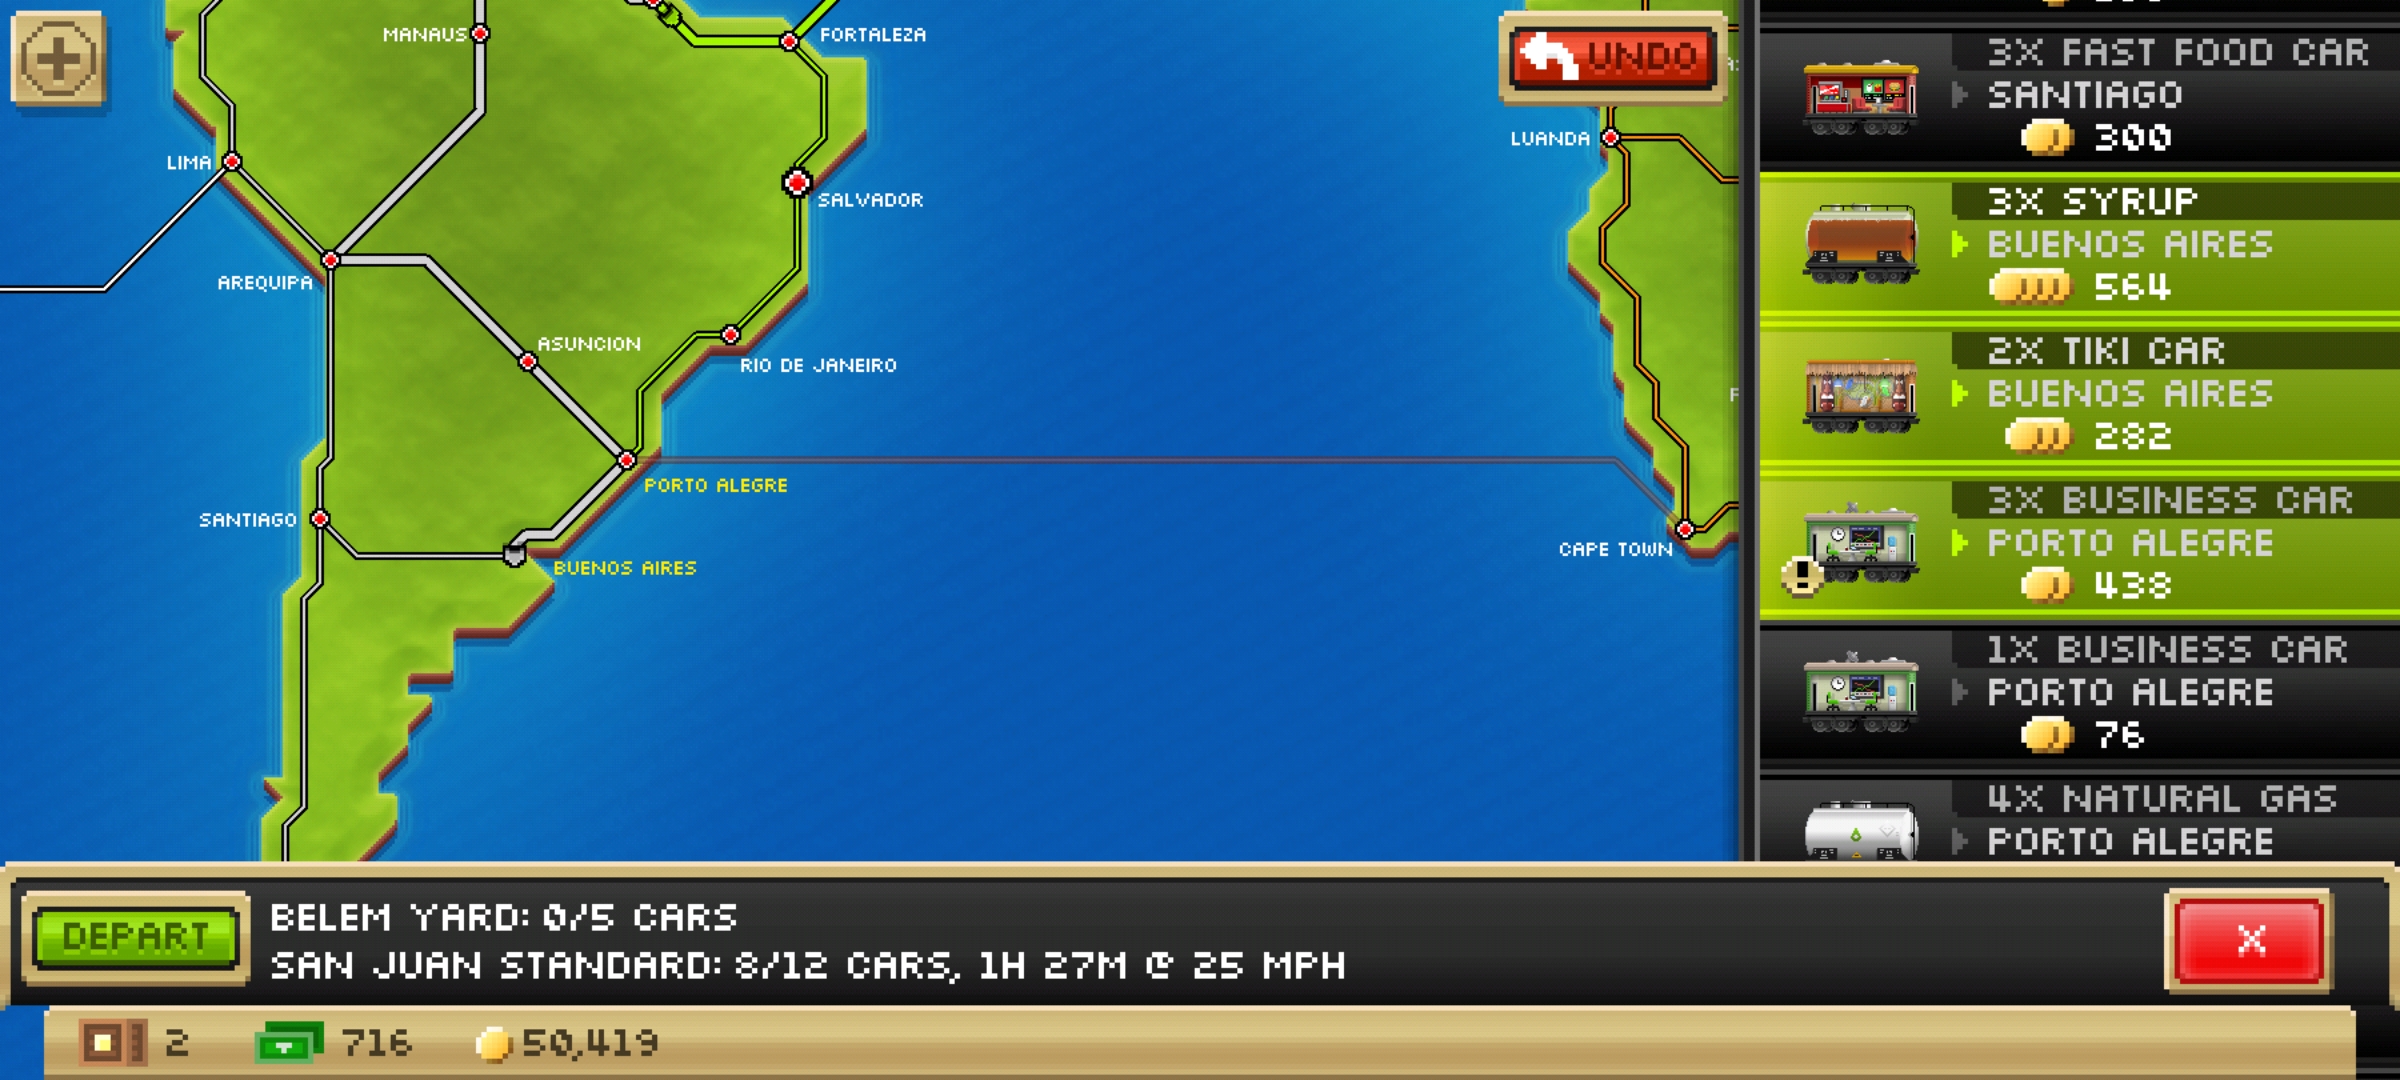 MANAUS
FORTALEZA
LIMA
SALVADOR
AREQUIPA
ASUNCION
RIO DE JANEIRO
PORTO ALEGRE
SANTIAGO
BUENOS AIRES
LUANDA
CAPE TOWN
UNDO
3X FAST FOOD CAR
SANTIAGO
300
3X SYRUP
BUENOS AIRES
564
2X TIKI CAR
BUENOS AIRES
282
3X BUSINESS CAR
PORTO ALEGRE
438
1X BUSINESS CAR
PORTO ALEGRE
76
4X NATURAL GAS
PORTO ALEGRE
DEPART
BELEM YARD: 0/5 CARS
SAN JUAN STANDARD: 8/12 CARS, 1H 27M @ 25 MPH
X
2
716
50,419